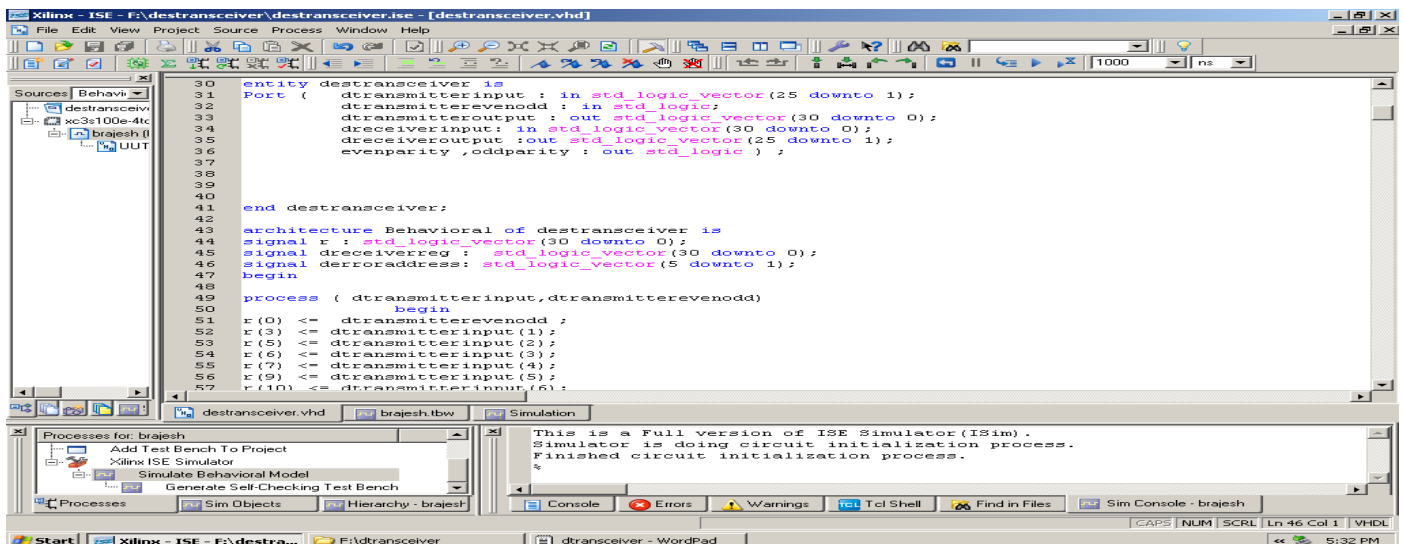 Xilinx - ISE - F:\destransceiver\destransceiver.ise - [destransceiver.vhd]
File Edit View Project Source Process Window Help
1000 ns
Sources Behavi
destransceiv
xc3s100e-4tc
brajesh (
UUT
30 entity destransceiver is
31 Port ( dtransmitterinput : in std_logic_vector(25 downto 1);
32 dtransmitterevenodd : in std_logic;
33 dtransmitteroutput : out std_logic_vector(30 downto 0);
34 dreceiverinput: in std_logic_vector(30 downto 0);
35 dreceiveroutput :out std_logic_vector(25 downto 1);
36 evenparity ,oddparity : out std_logic ) ;
37
38
39
40
41 end destransceiver;
42
43 architecture Behavioral of destransceiver is
44 signal r : std_logic_vector(30 downto 0);
45 signal dreceiverreg : std_logic_vector(30 downto 0);
46 signal derroraddress: std_logic_vector(5 downto 1);
47 begin
48
49 process ( dtransmitterinput,dtransmitterevenodd)
50 begin
51 r(0) <= dtransmitterevenodd ;
52 r(3) <= dtransmitterinput(1);
53 r(5) <= dtransmitterinput(2);
54 r(6) <= dtransmitterinput(3);
55 r(7) <= dtransmitterinput(4);
56 r(9) <= dtransmitterinput(5);
57 r(10) <= dtransmitterinput(6);
destransceiver.vhd brajesh.tbw Simulation
Processes for: brajesh
Add Test Bench To Project
Xilinx ISE Simulator
Simulate Behavioral Model
Generate Self-Checking Test Bench
Processes Sim Objects Hierarchy - brajesh
This is a Full version of ISE Simulator(ISim).
Simulator is doing circuit initialization process.
Finished circuit initialization process.
%
Console Errors Warnings Tcl Shell Find in Files Sim Console - brajesh
CAPS NUM SCRL Ln 46 Col 1 VHDL
Start Xilinx - ISE - F:\destra... F:\dtransceiver dtransceiver - WordPad 5:32 PM